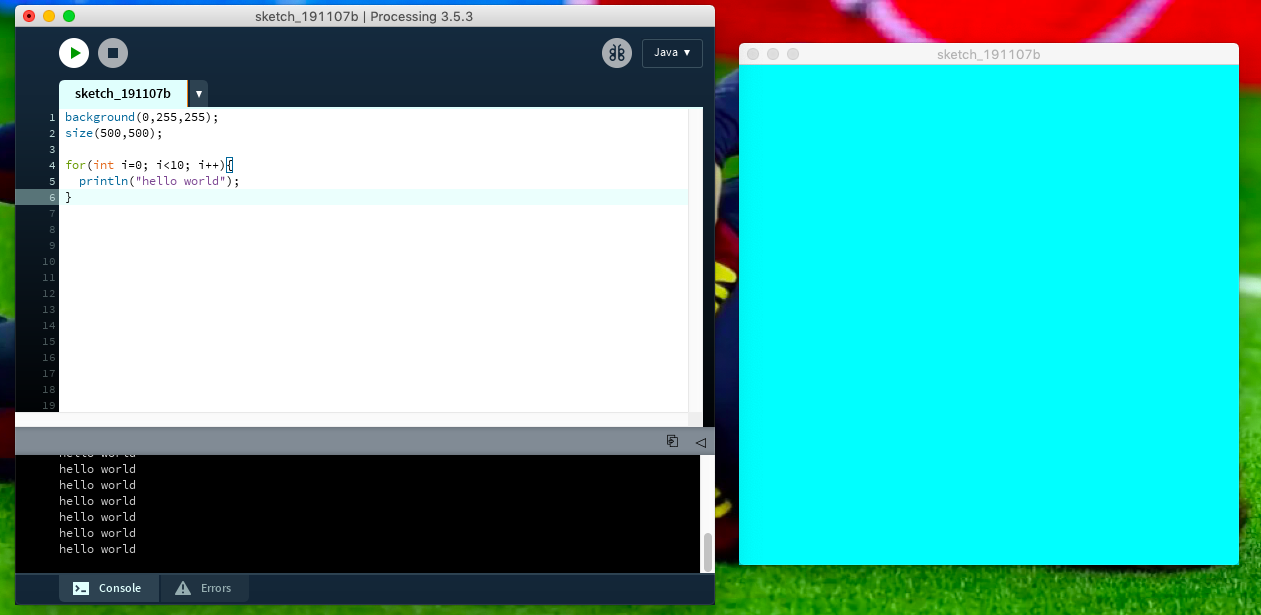 sketch_191107b | Processing 3.5.3
Java ▼
sketch_191107b ▼
1 background(0,255,255);
2 size(500,500);
3
4 for(int i=0; i<10; i++){
5   println("hello world");
6 }
7
8
9
10
11
12
13
14
15
16
17
18
19
hello world
hello world
hello world
hello world
hello world
hello world
hello world
Console
Errors
sketch_191107b